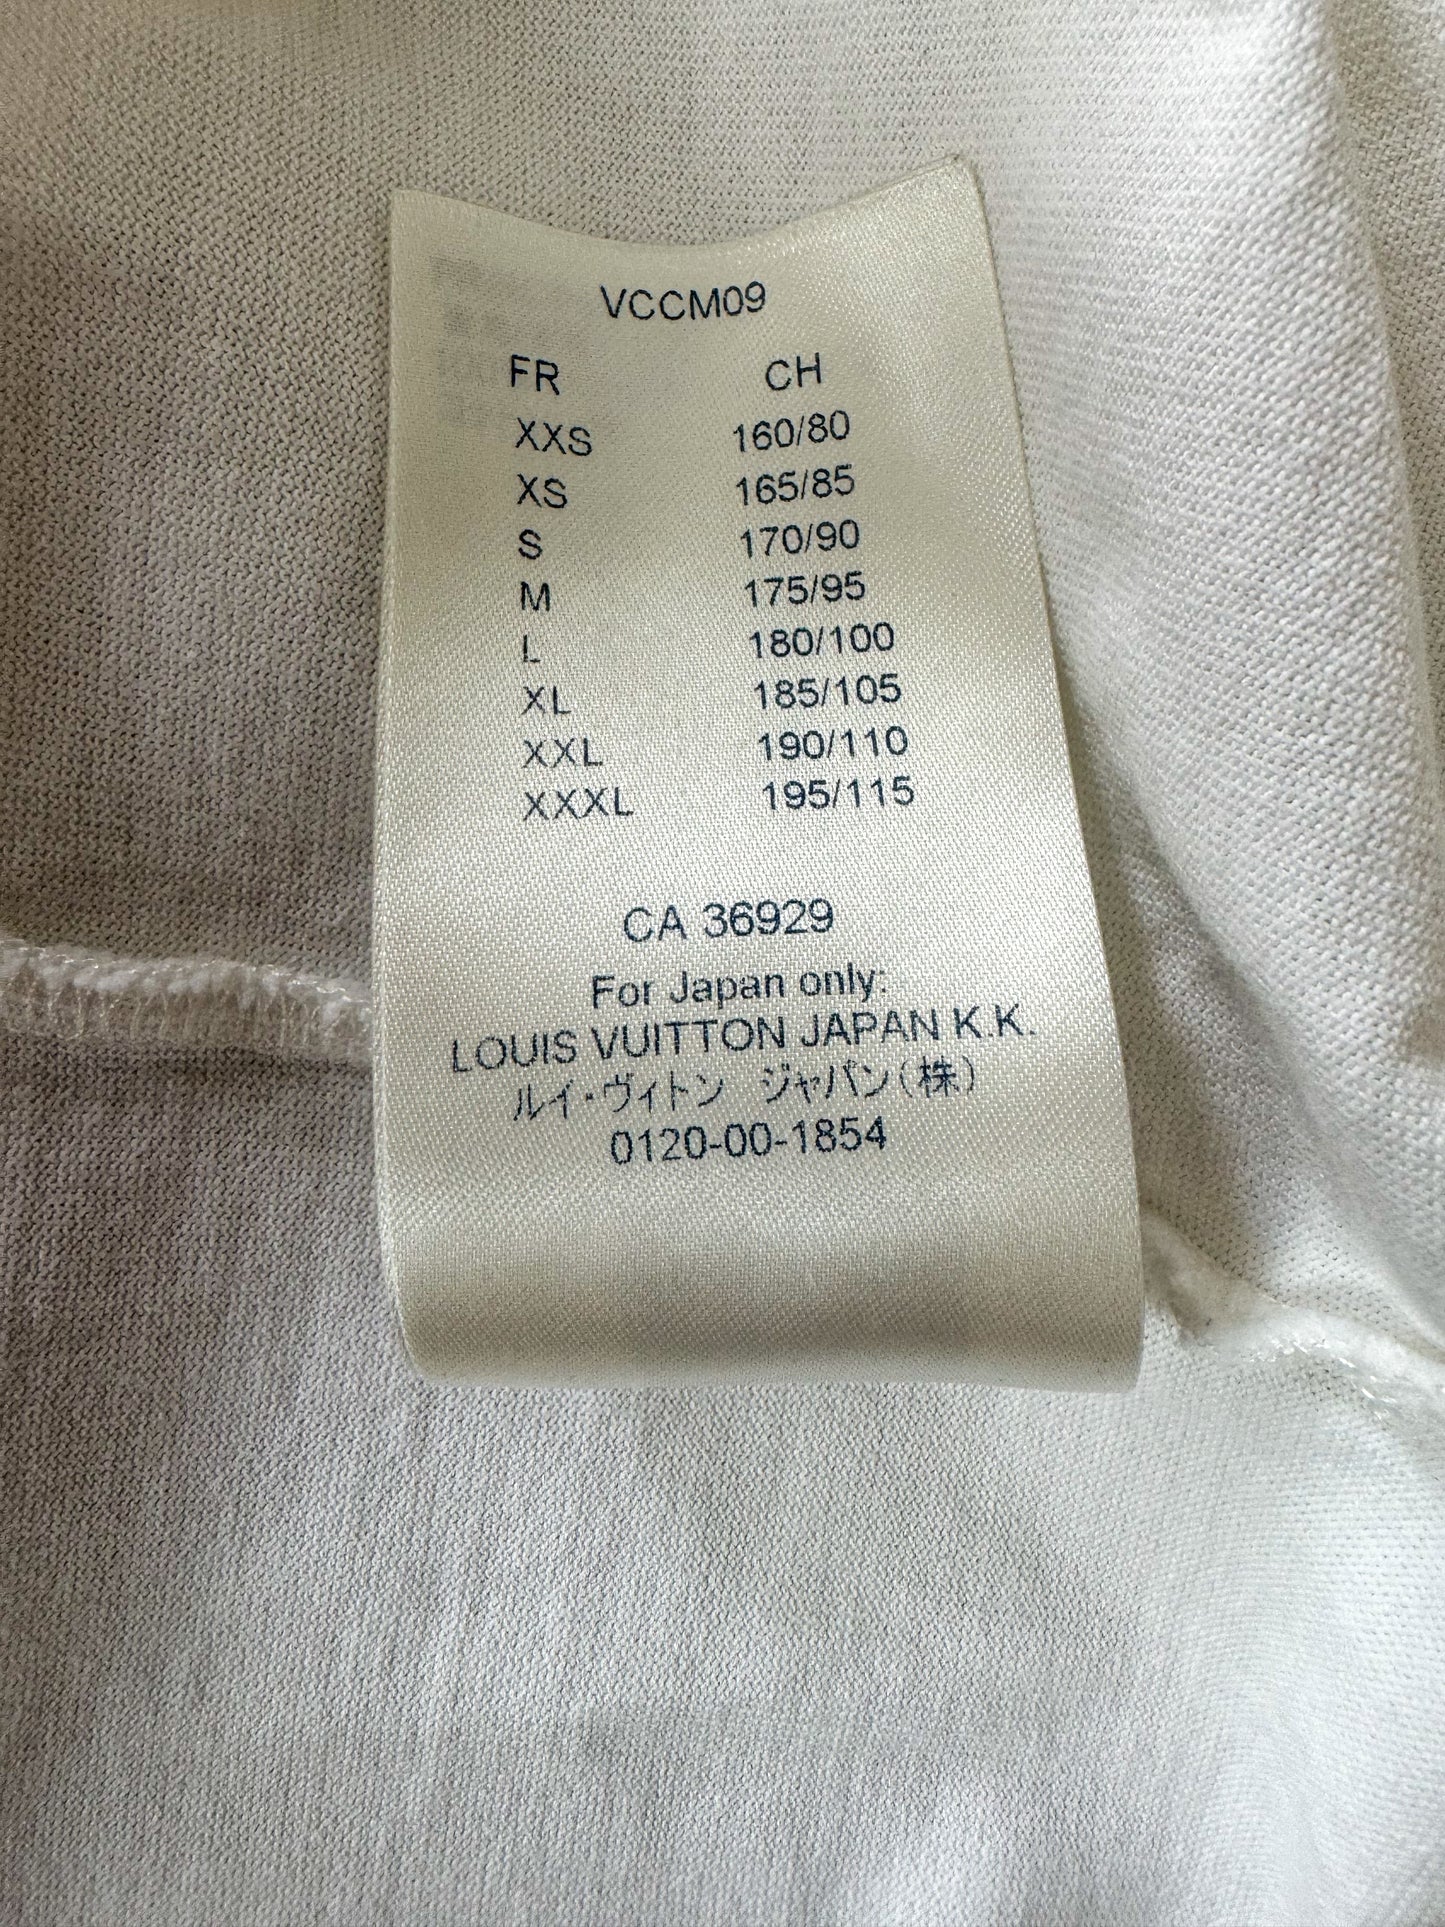 VCCM09
FR CH
XXS 160/80
XS 165/85
S 170/90
M 175/95
L 180/100
XL 185/105
XXL 190/110
XXXL 195/115
CA 36929
For Japan only:
LOUIS VUITTON JAPAN K.K.
ルイ・ヴィトン ジャパン(株)
0120-00-1854